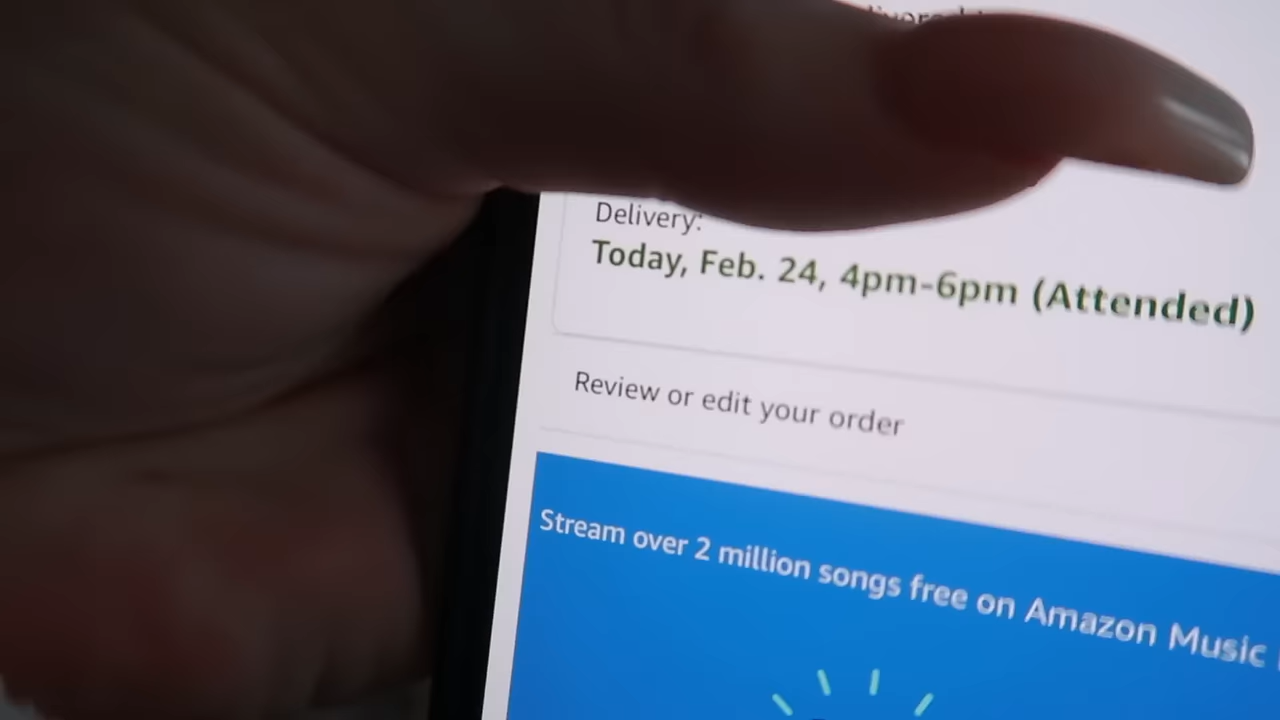 Delivery:
Today, Feb. 24, 4pm-6pm (Attended)
Review or edit your order
Stream over 2 million songs free on Amazon Music